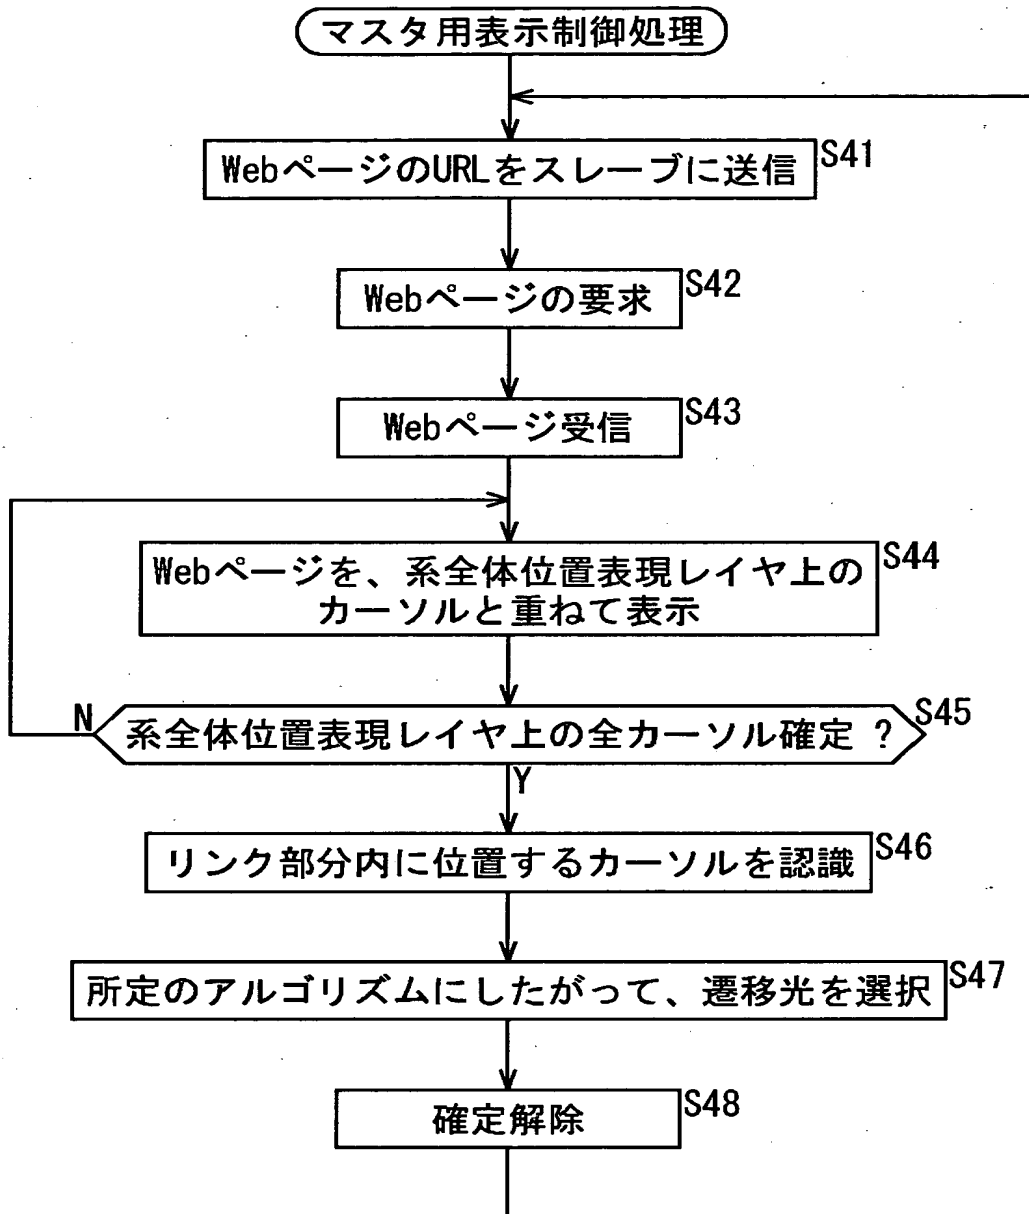 マスタ用表示制御処理
WebページのURLをスレーブに送信
S41
Webページの要求
S42
Webページ受信
S43
Webページを、系全体位置表現レイヤ上の
カーソルと重ねて表示
S44
系全体位置表現レイヤ上の全カーソル確定 ?
S45
N
Y
リンク部分内に位置するカーソルを認識
S46
所定のアルゴリズムにしたがって、遷移光を選択
S47
確定解除
S48